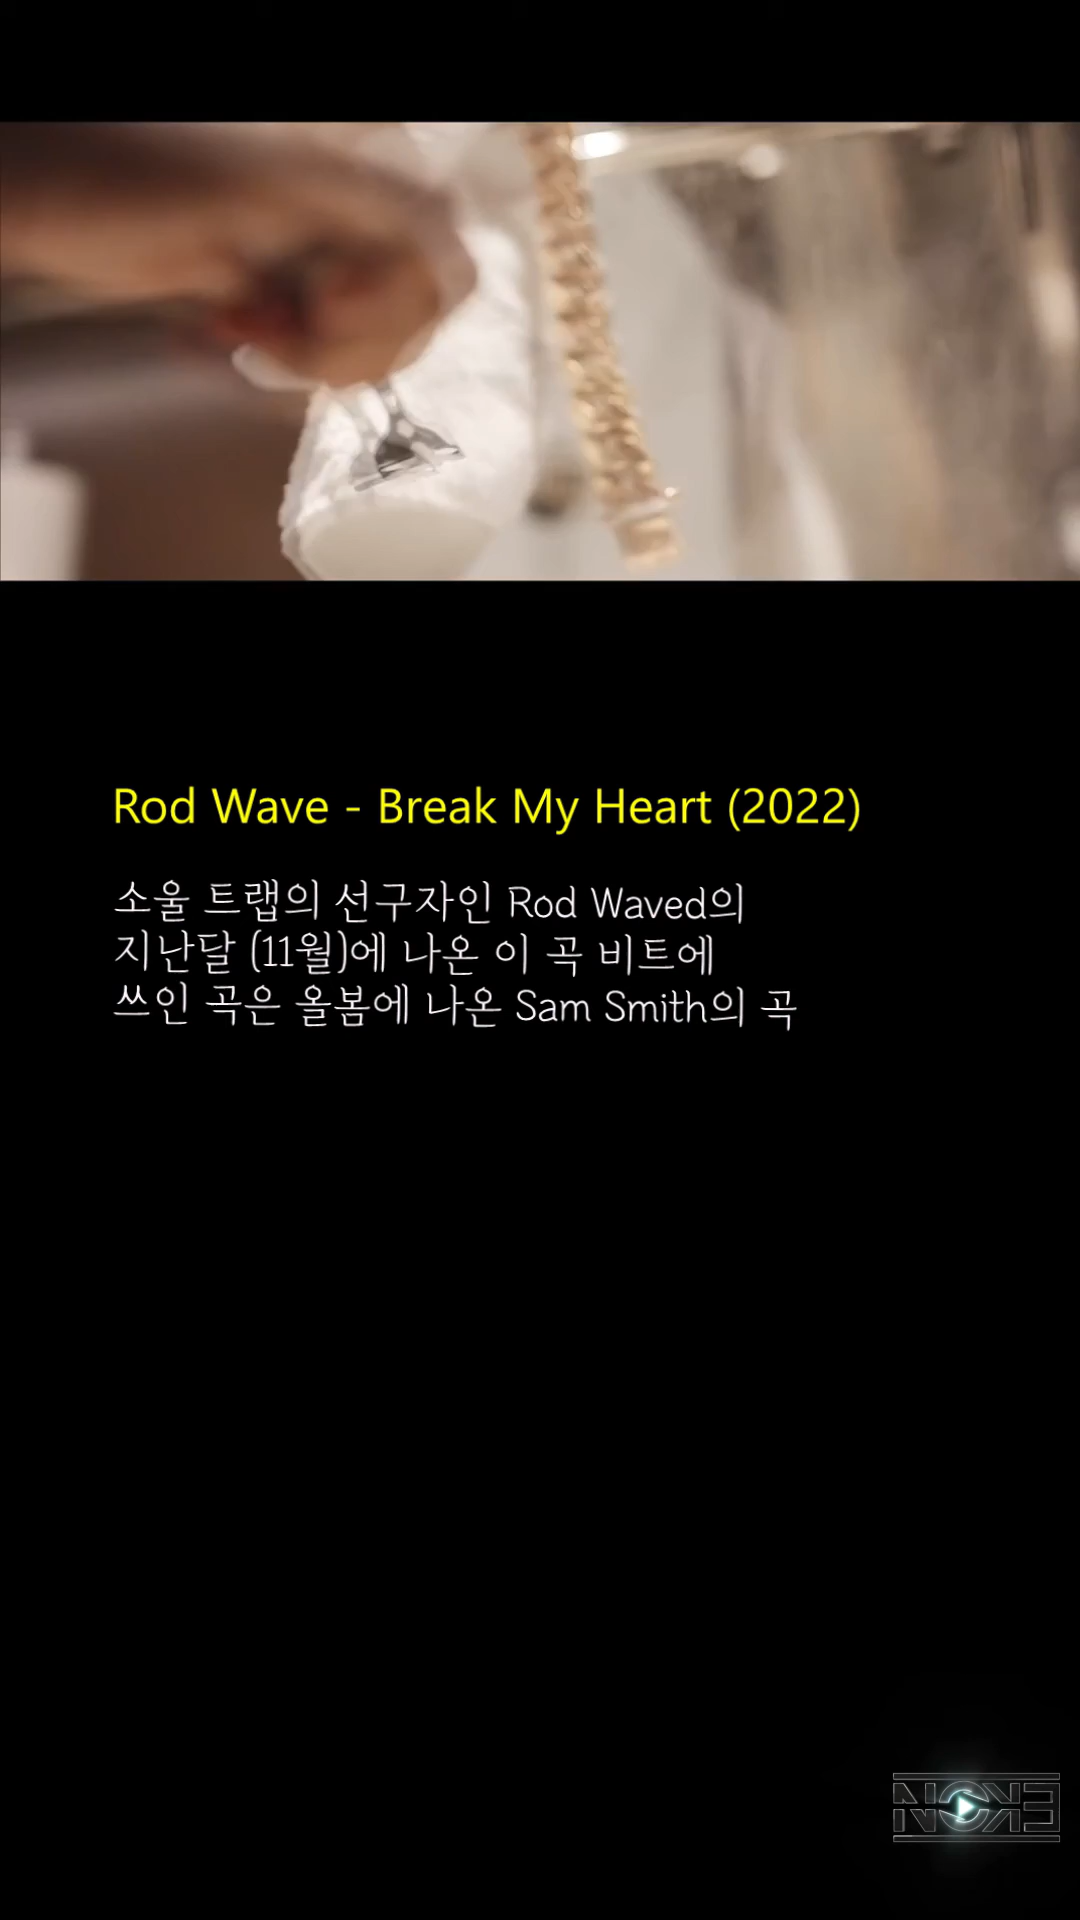 Rod Wave - Break My Heart (2022)
소울 트랩의 선구자인 Rod Waved의
지난달 (11월)에 나온 이 곡 비트에
쓰인 곡은 올봄에 나온 Sam Smith의 곡
NOKE